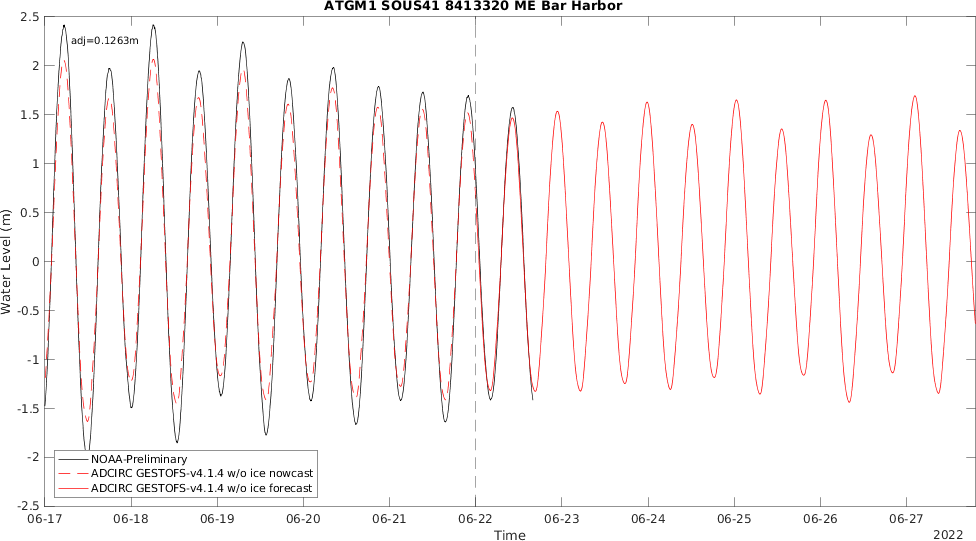 ATGM1 SOUS41 8413320 ME Bar Harbor
adj=0.1263m
2.5
2
1.5
1
0.5
0
-0.5
-1
-1.5
-2
-2.5
Water Level (m)
NOAA-Preliminary
ADCIRC GESTOFS-v4.1.4 w/o ice nowcast
ADCIRC GESTOFS-v4.1.4 w/o ice forecast
06-17 06-18 06-19 06-20 06-21 06-22 06-23 06-24 06-25 06-26 06-27
Time
2022